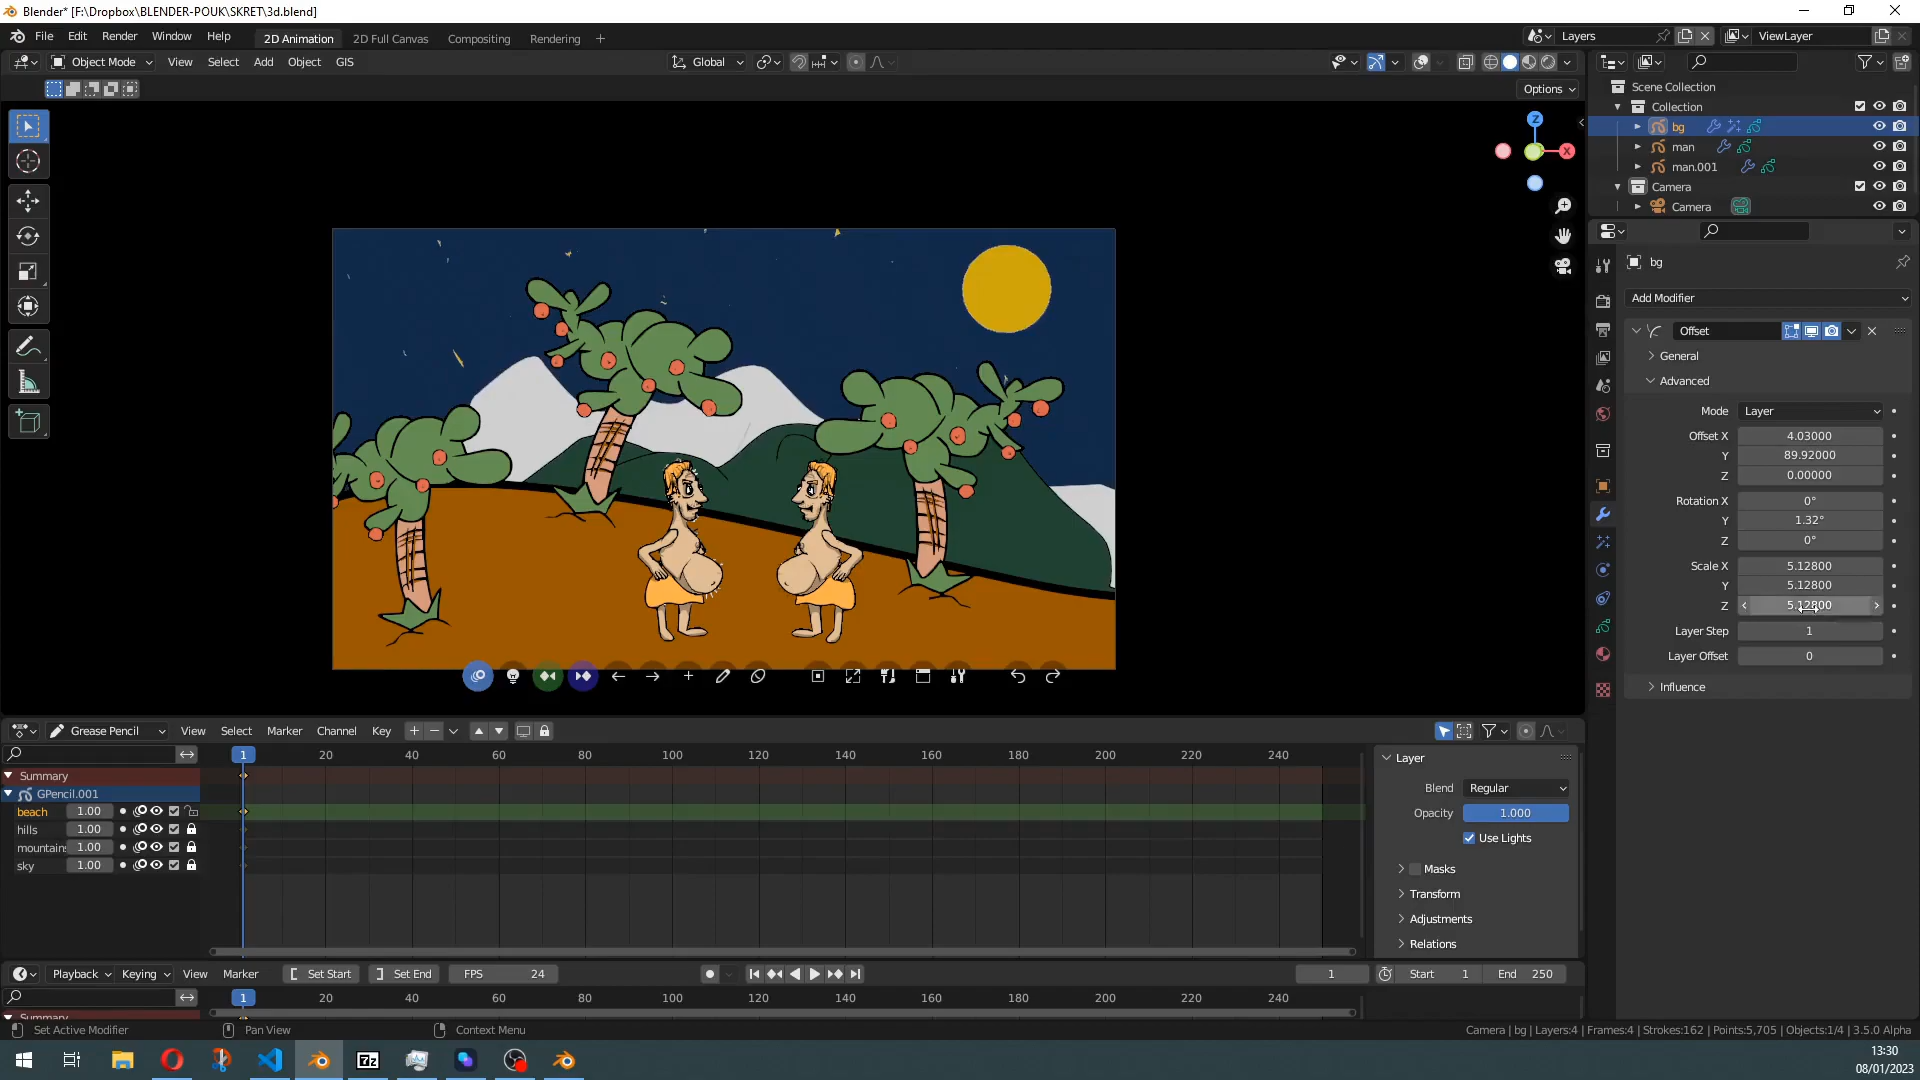 Blender* [F:\Dropbox\BLENDER-POUK\SKRET\3d.blend]
File Edit Render Window Help 2D Animation 2D Full Canvas Compositing Rendering + Layers ViewLayer
Object Mode View Select Add Object GIS Global
Options
Scene Collection
Collection
bg
man
man.001
Camera
Camera
Z
X
bg
Add Modifier
Offset
General
Advanced
Mode Layer
Offset X 4.03000
Y 89.92000
Z 0.00000
Rotation X 0°
Y 1.32°
Z 0°
Scale X 5.12800
Y 5.12800
Z 5.12800
Layer Step 1
Layer Offset 0
Influence
Grease Pencil View Select Marker Channel Key
1 20 40 60 80 100 120 140 160 180 200 220 240
Summary
GPencil.001
beach 1.00
hills 1.00
mountains 1.00
sky 1.00
Layer
Blend Regular
Opacity 1.000
Use Lights
Masks
Transform
Adjustments
Relations
Playback Keying View Marker [ Set Start ] Set End FPS 24 1 Start 1 End 250
1 20 40 60 80 100 120 140 160 180 200 220 240
Summary
Set Active Modifier Pan View Context Menu Camera | bg | Layers:4 | Frames:4 | Strokes:162 | Points:5,705 | Objects:1/4 | 3.5.0 Alpha
7z
13:30
08/01/2023